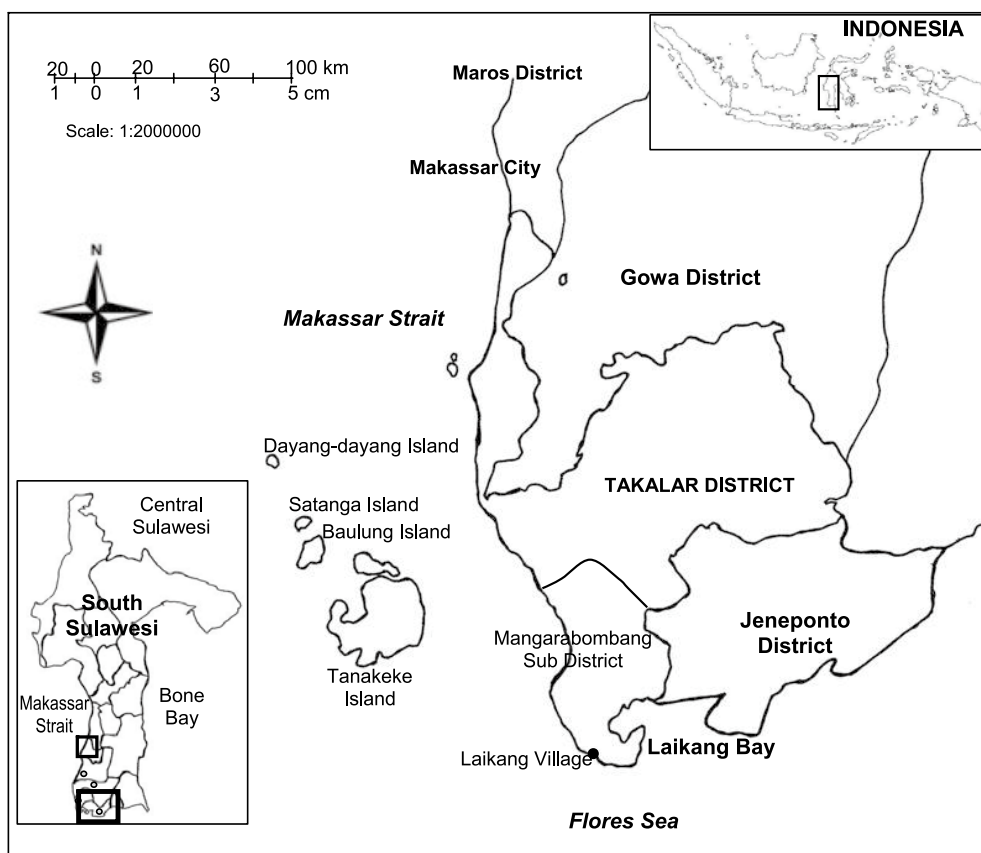 INDONESIA
20 0 20 60 100 km
1 0 1 3 5 cm
Scale: 1:2000000
Maros District
Makassar City
N
S
Gowa District
Makassar Strait
Dayang-dayang Island
TAKALAR DISTRICT
Satanga Island
Baulung Island
Central
Sulawesi
South
Sulawesi
Jeneponto
District
Mangarabombang
Sub District
Tanakeke
Island
Makassar
Strait
Bone
Bay
Laikang Bay
Laikang Village
Flores Sea